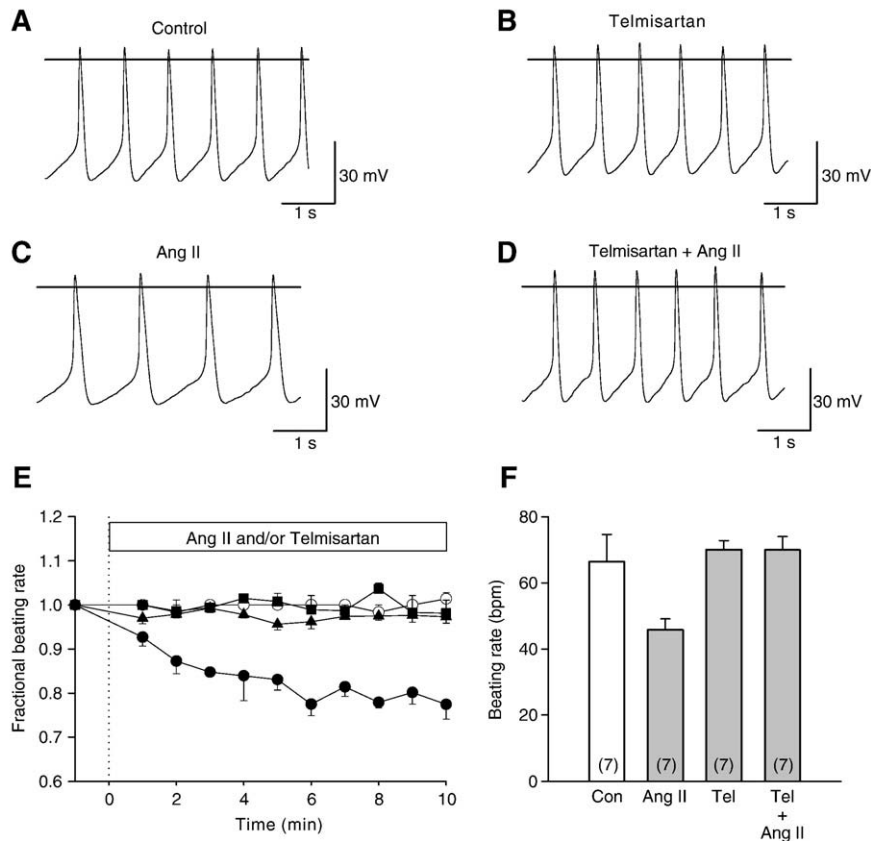 A
Control
30 mV
1 s
B
Telmisartan
30 mV
1 s
C
Ang II
30 mV
1 s
D
Telmisartan + Ang II
30 mV
1 s
E
Fractional beating rate
1.2
1.1
1.0
0.9
0.8
0.7
0.6
Ang II and/or Telmisartan
0 2 4 6 8 10
Time (min)
F
Beating rate (bpm)
80
60
40
20
0
(7) (7) (7) (7)
Con Ang II Tel Tel
+
Ang II